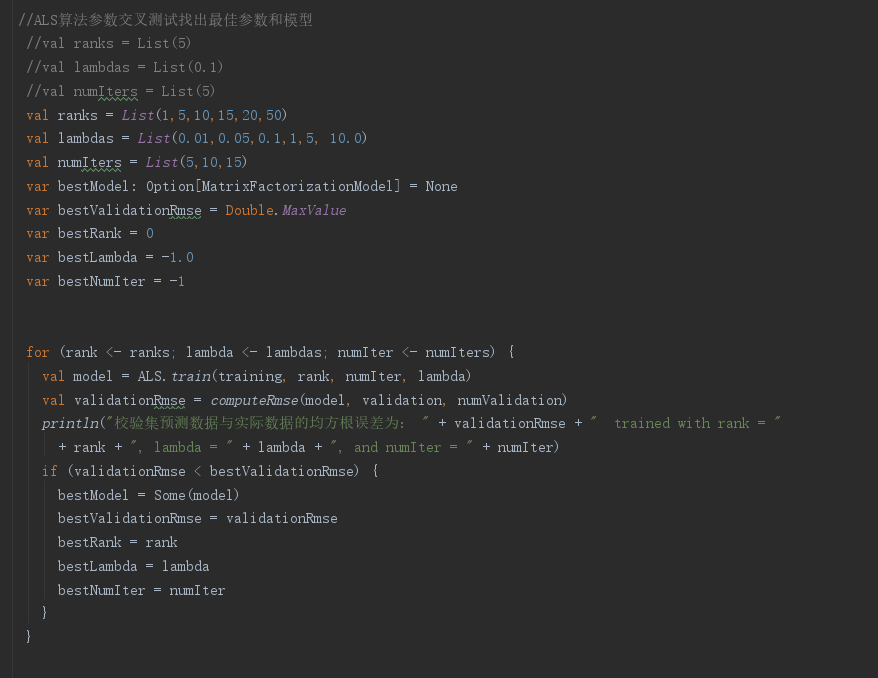 //ALS算法参数交叉测试找出最佳参数和模型
//val ranks = List(5)
//val lambdas = List(0.1)
//val numIters = List(5)
val ranks = List(1,5,10,15,20,50)
val lambdas = List(0.01,0.05,0.1,1,5, 10.0)
val numIters = List(5,10,15)
var bestModel: Option[MatrixFactorizationModel] = None
var bestValidationRmse = Double.MaxValue
var bestRank = 0
var bestLambda = -1.0
var bestNumIter = -1
for (rank <- ranks; lambda <- lambdas; numIter <- numIters) {
val model = ALS.train(training, rank, numIter, lambda)
val validationRmse = computeRmse(model, validation, numValidation)
println("校验集预测数据与实际数据的均方根误差为： " + validationRmse + "  trained with rank = "
+ rank + ", lambda = " + lambda + ", and numIter = " + numIter)
if (validationRmse < bestValidationRmse) {
bestModel = Some(model)
bestValidationRmse = validationRmse
bestRank = rank
bestLambda = lambda
bestNumIter = numIter
}
}